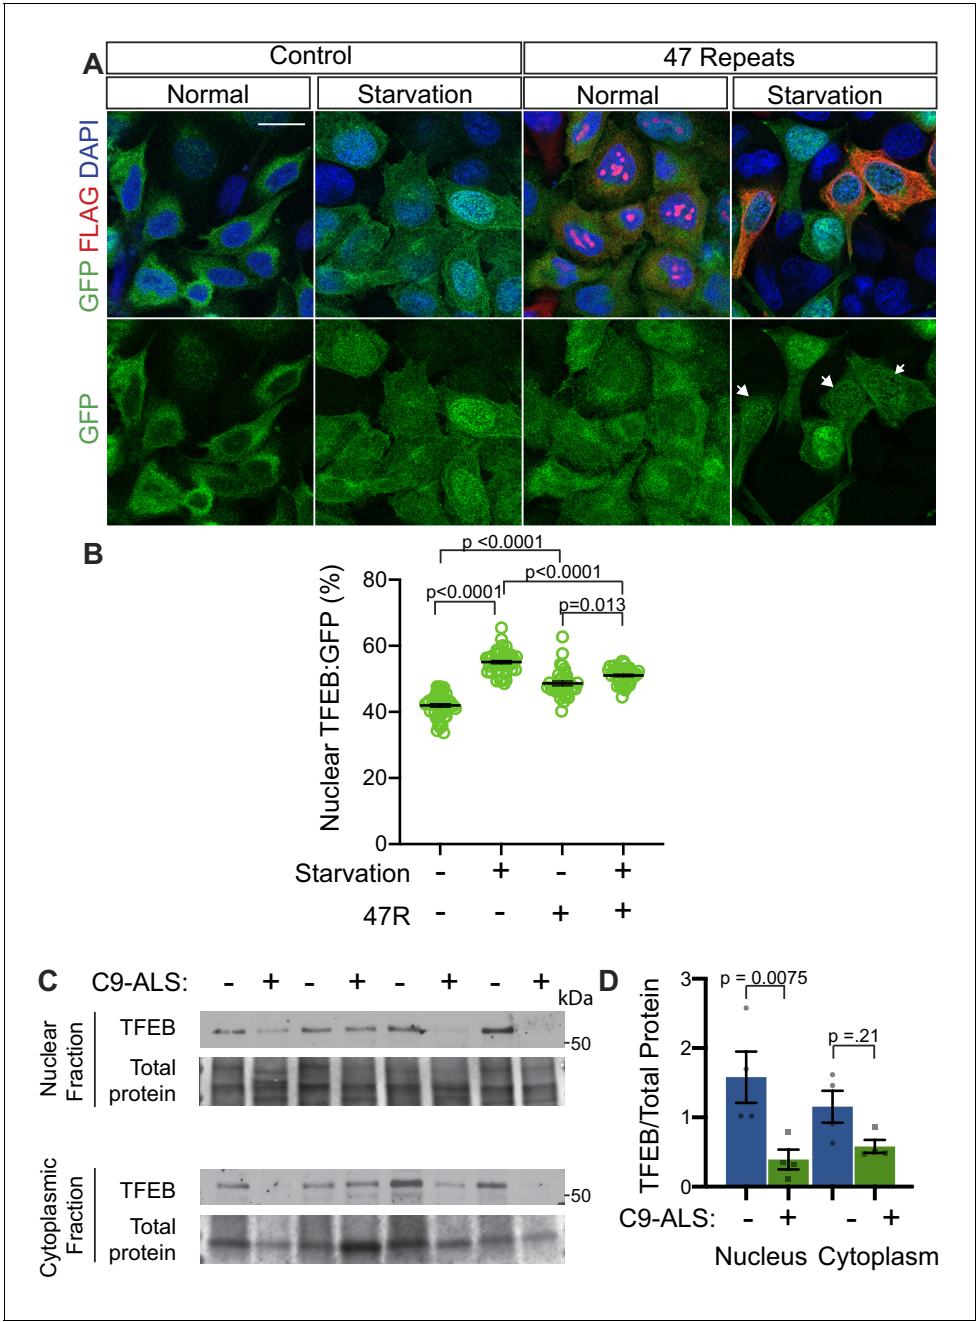 A
Control
47 Repeats
Normal
Starvation
Normal
Starvation
GFP FLAG DAPI
GFP
B
p <0.0001
p<0.0001
p<0.0001
p=0.013
Nuclear TFEB:GFP (%)
80
60
40
20
0
Starvation - + - +
47R - - + +
C
C9-ALS: - + - + - + - +
kDa
Nuclear
Fraction
TFEB
-50
Total
protein
Cytoplasmic
Fraction
TFEB
-50
Total
protein
D
p = 0.0075
p =.21
TFEB/Total Protein
3
2
1
0
C9-ALS: - + - +
Nucleus Cytoplasm